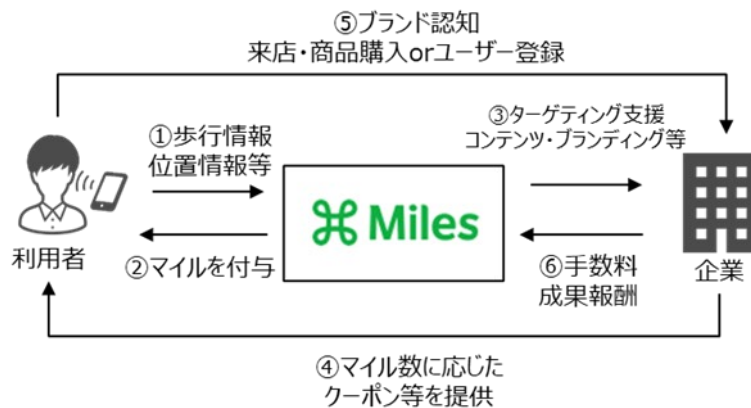 ⑤ブランド認知
来店・商品購入orユーザー登録
①歩行情報
位置情報等
③ターゲティング支援
コンテンツ・ブランディング等
Miles
利用者
②マイルを付与
⑥手数料
成果報酬
企業
④マイル数に応じた
クーポン等を提供